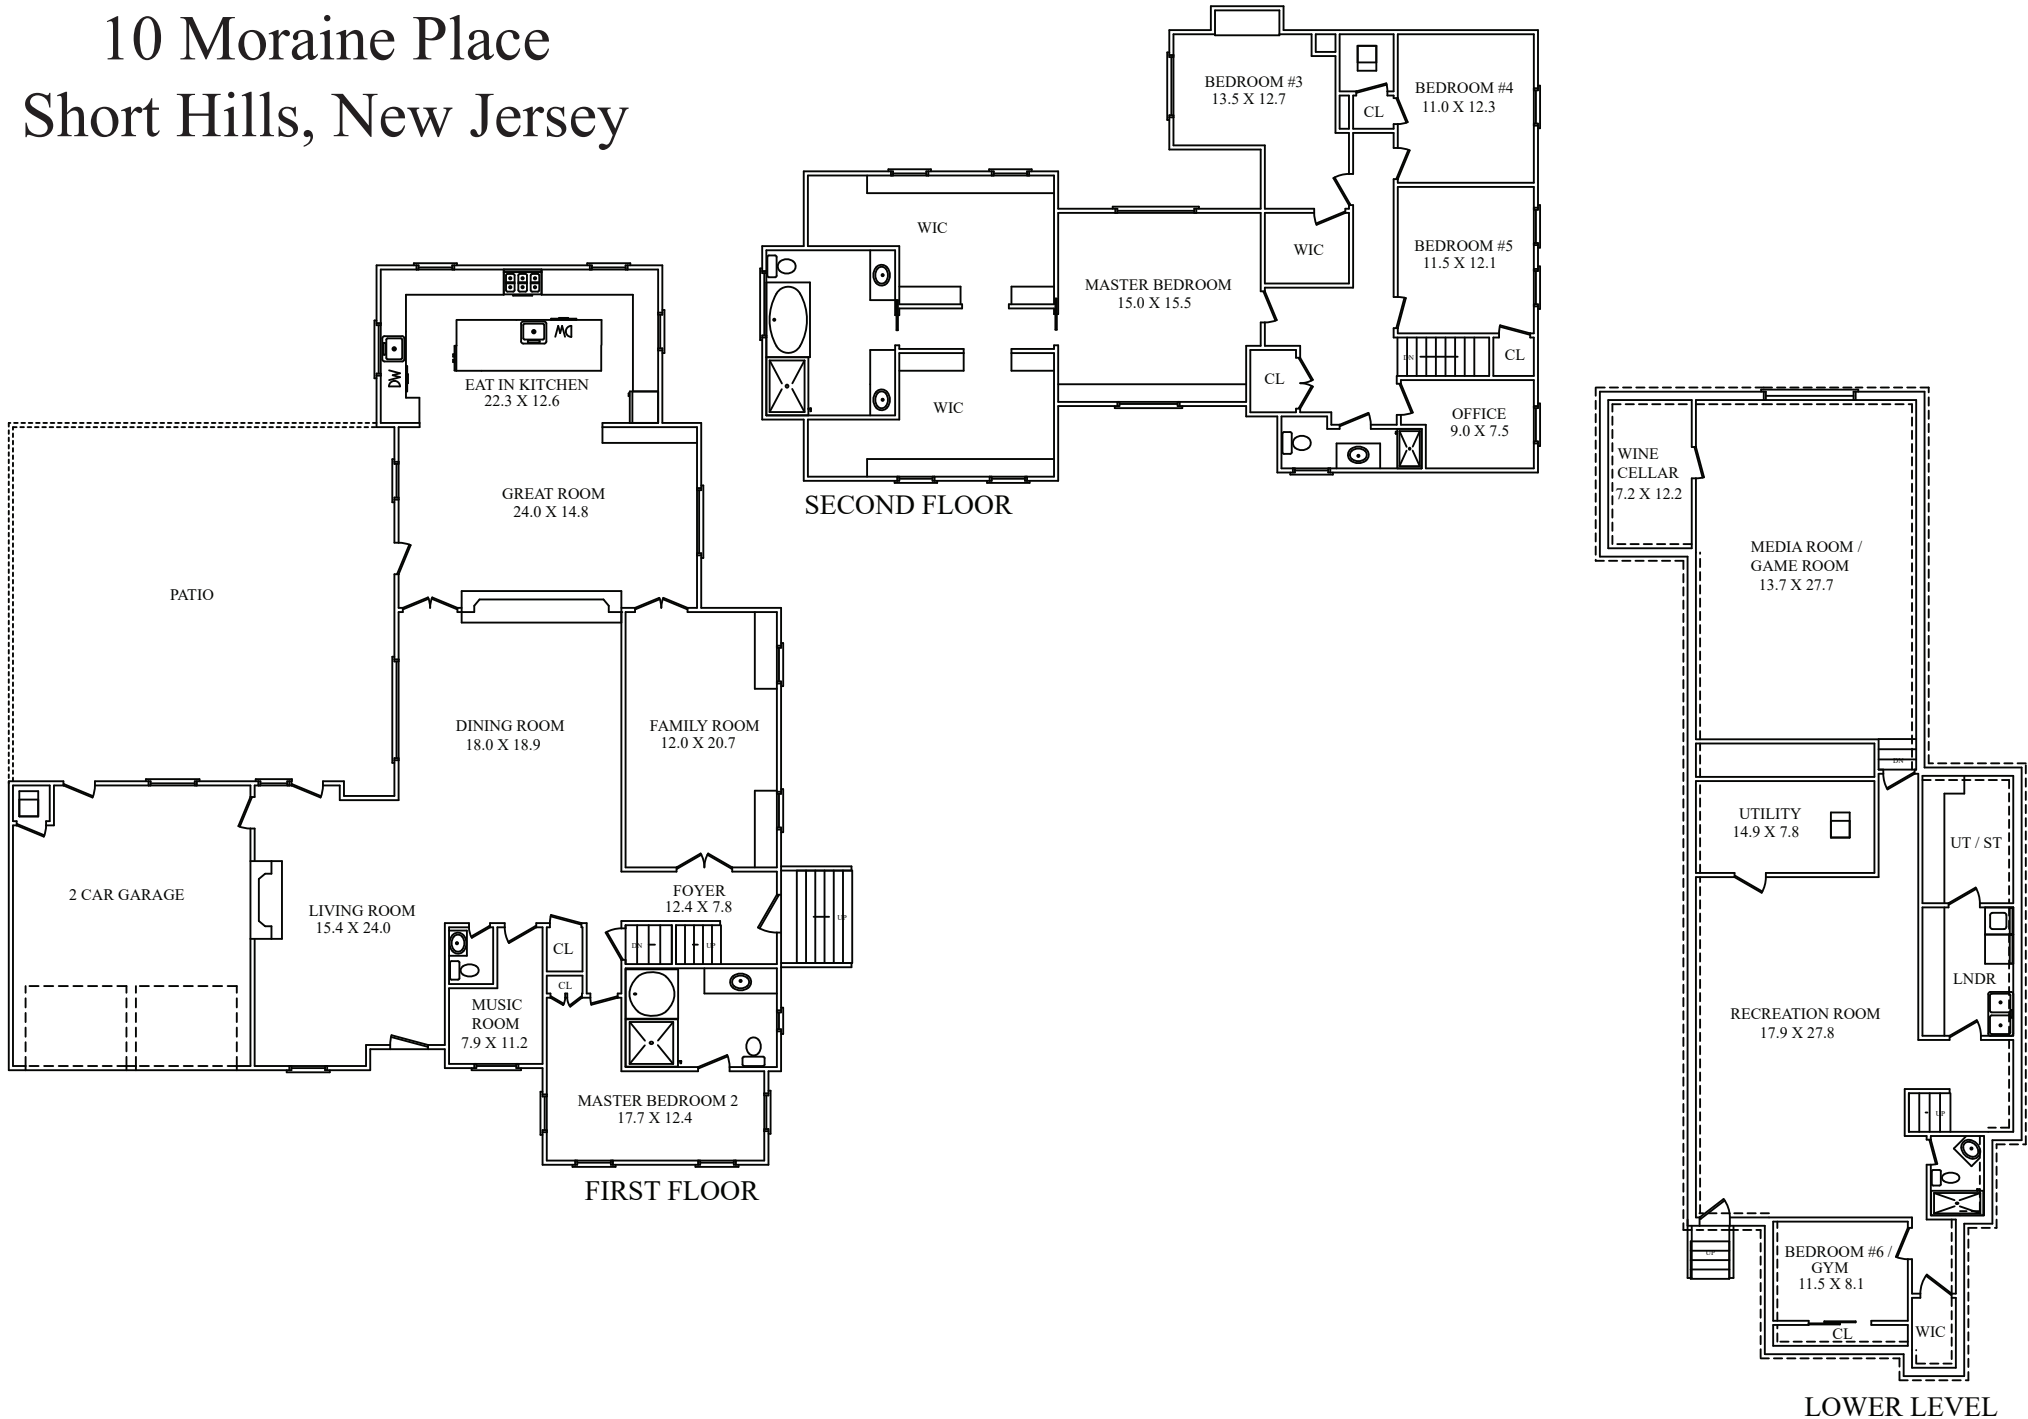 10 Moraine Place
Short Hills, New Jersey
BEDROOM #3
13.5 X 12.7
CL
BEDROOM #4
11.0 X 12.3
WIC
MASTER BEDROOM
15.0 X 15.5
WIC
BEDROOM #5
11.5 X 12.1
DN
CL
CL
WIC
OFFICE
9.0 X 7.5
SECOND FLOOR
DW
DW
EAT IN KITCHEN
22.3 X 12.6
GREAT ROOM
24.0 X 14.8
PATIO
DINING ROOM
18.0 X 18.9
FAMILY ROOM
12.0 X 20.7
2 CAR GARAGE
LIVING ROOM
15.4 X 24.0
FOYER
12.4 X 7.8
UP
CL
DN
UP
CL
MUSIC
ROOM
7.9 X 11.2
MASTER BEDROOM 2
17.7 X 12.4
FIRST FLOOR
WINE
CELLAR
7.2 X 12.2
MEDIA ROOM /
GAME ROOM
13.7 X 27.7
DN
UTILITY
14.9 X 7.8
UT / ST
LNDR
RECREATION ROOM
17.9 X 27.8
UP
UP
BEDROOM #6 /
GYM
11.5 X 8.1
CL
WIC
LOWER LEVEL